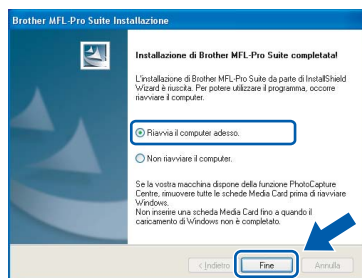 Brother MFL-Pro Suite Installazione
Installazione di Brother MFL-Pro Suite completata!
L'installazione di Brother MFL-Pro Suite da parte di InstallShield
Wizard è riuscita. Per potere utilizzare il programma, occorre
riavviare il computer.
Riavvia il computer adesso.
Non riavviare il computer.
Se la vostra macchina dispone della funzione PhotoCapture
Centre, rimuovere tutte le schede Media Card prima di riavviare
Windows.
Non inserire una scheda Media Card fino a quando il
caricamento di Windows non è completato.
< Indietro
Fine
Annulla